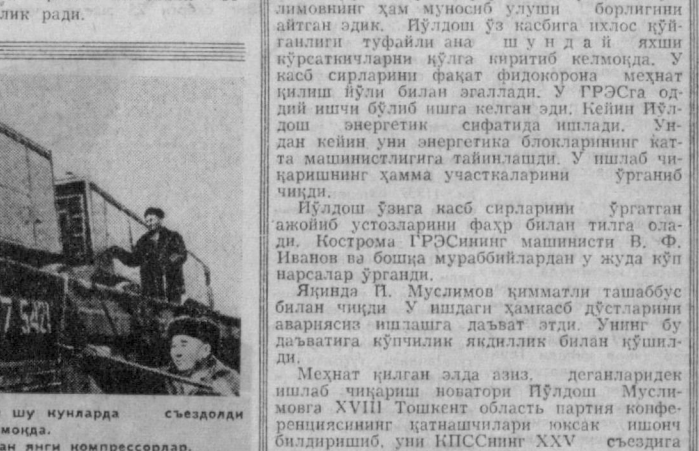 лик ради.
7 5424
шу кунларда съездолди
моқда.
ан янги компрессорлар.
лимовнинг ҳам муносиб улуши борлигини
айтган эдик. Йўлдош ўз касбига ихлос қўй-
ганлиги туфайли ана шундай яхши
кўрсаткичларни қўлга киритиб келмоқда. У
касб сирларини фақат фидокорона меҳнат
қилиш йўли билан эгаллади. У ГРЭСга од-
дий ишчи бўлиб ишга келган эди. Кейин Йўл-
дош энергетик сифатида ишлади. Ун-
дан кейин уни энергетика блокларининг кат-
та машинистлигига тайинлашди. У ишлаб чи-
қаришнинг ҳамма участкаларини ўрганиб
чиқди.
Йўлдош ўзига касб сирларини ўргатган
ажойиб устозларини фаҳр билан тилга ола-
ди. Кострома ГРЭСининг машинисти В. Ф.
Иванов ва бошқа мураббийлардан у жуда кўп
нарсалар ўрганди.
Яқинда Й. Муслимов қимматли ташаббус
билан чиқди У ишдаги ҳамкасб дўстларини
авариясиз ишлашга даъват этди. Унинг бу
даъватига кўпчилик якдиллик билан қўшил-
ди.
Меҳнат қилган элда азиз, деганларидек
ишлаб чиқариш новатори Йўлдош Мусли-
мовга XVIII Тошкент область партия конфе-
ренциясининг қатнашчилари юксак ишонч
билдиришиб, уни КПССнинг XXV съездига